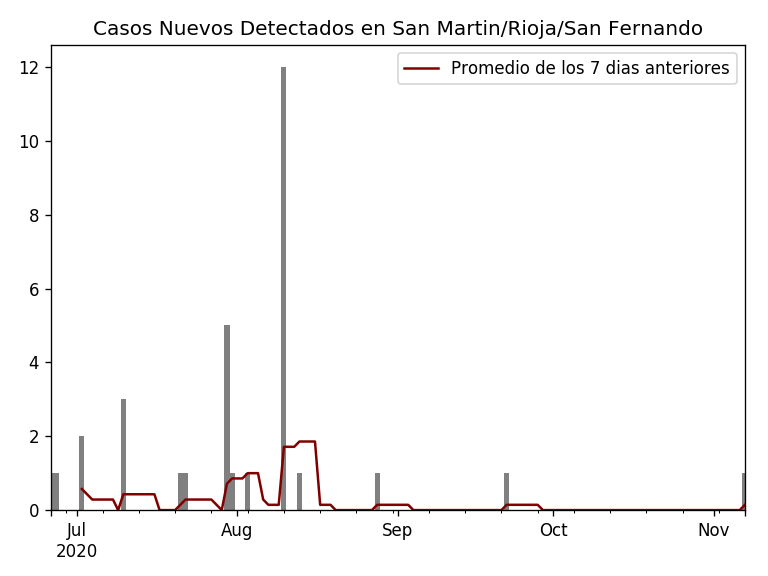 Casos Nuevos Detectados en San Martin/Rioja/San Fernando
Promedio de los 7 dias anteriores
12
10
8
6
4
2
0
Jul
2020
Aug
Sep
Oct
Nov